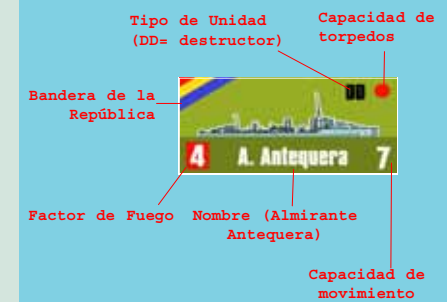 Tipo de Unidad
(DD= destructor)
Capacidad de
torpedos
Bandera de la
República
DD
4 A. Antequera 7
Factor de Fuego
Nombre (Almirante
Antequera)
Capacidad de
movimiento